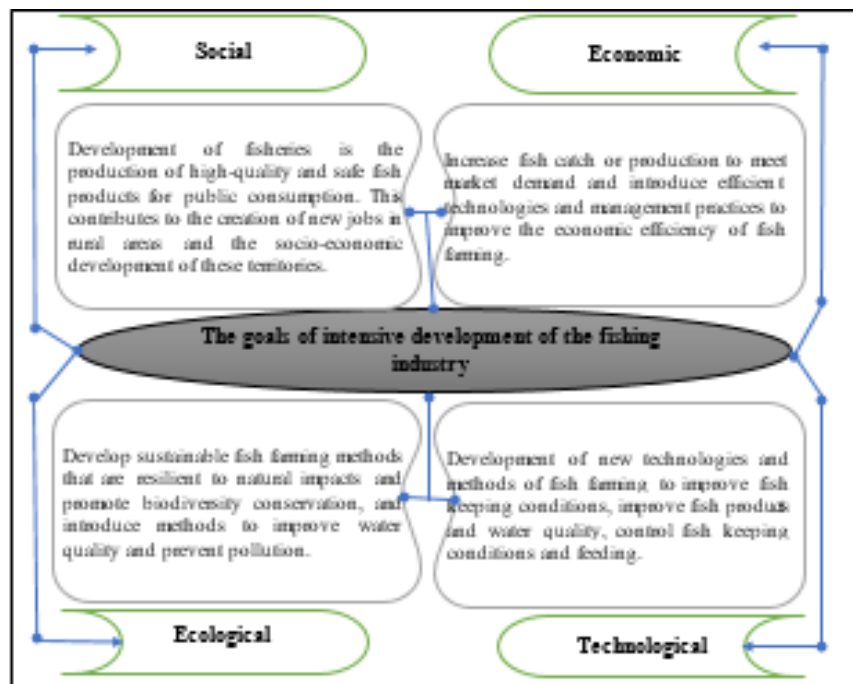 Social
Economic
Development of fisheries is the
production of high-quality and safe fish
products for public consumption. This
contributes to the creation of new jobs in
rural areas and the socio-economic
development of these territories.
Increase fish catch or production to meet
market demand and introduce efficient
technologies and management practices to
improve the economic efficiency of fish
farming.
The goals of intensive development of the fishing
industry
Develop sustainable fish farming methods
that are resilient to natural impacts and
promote biodiversity conservation, and
introduce methods to improve water
quality and prevent pollution.
Development of new technologies and
methods of fish farming to improve fish
keeping conditions, improve fish products
and water quality, control fish keeping
conditions and feeding.
Ecological
Technological